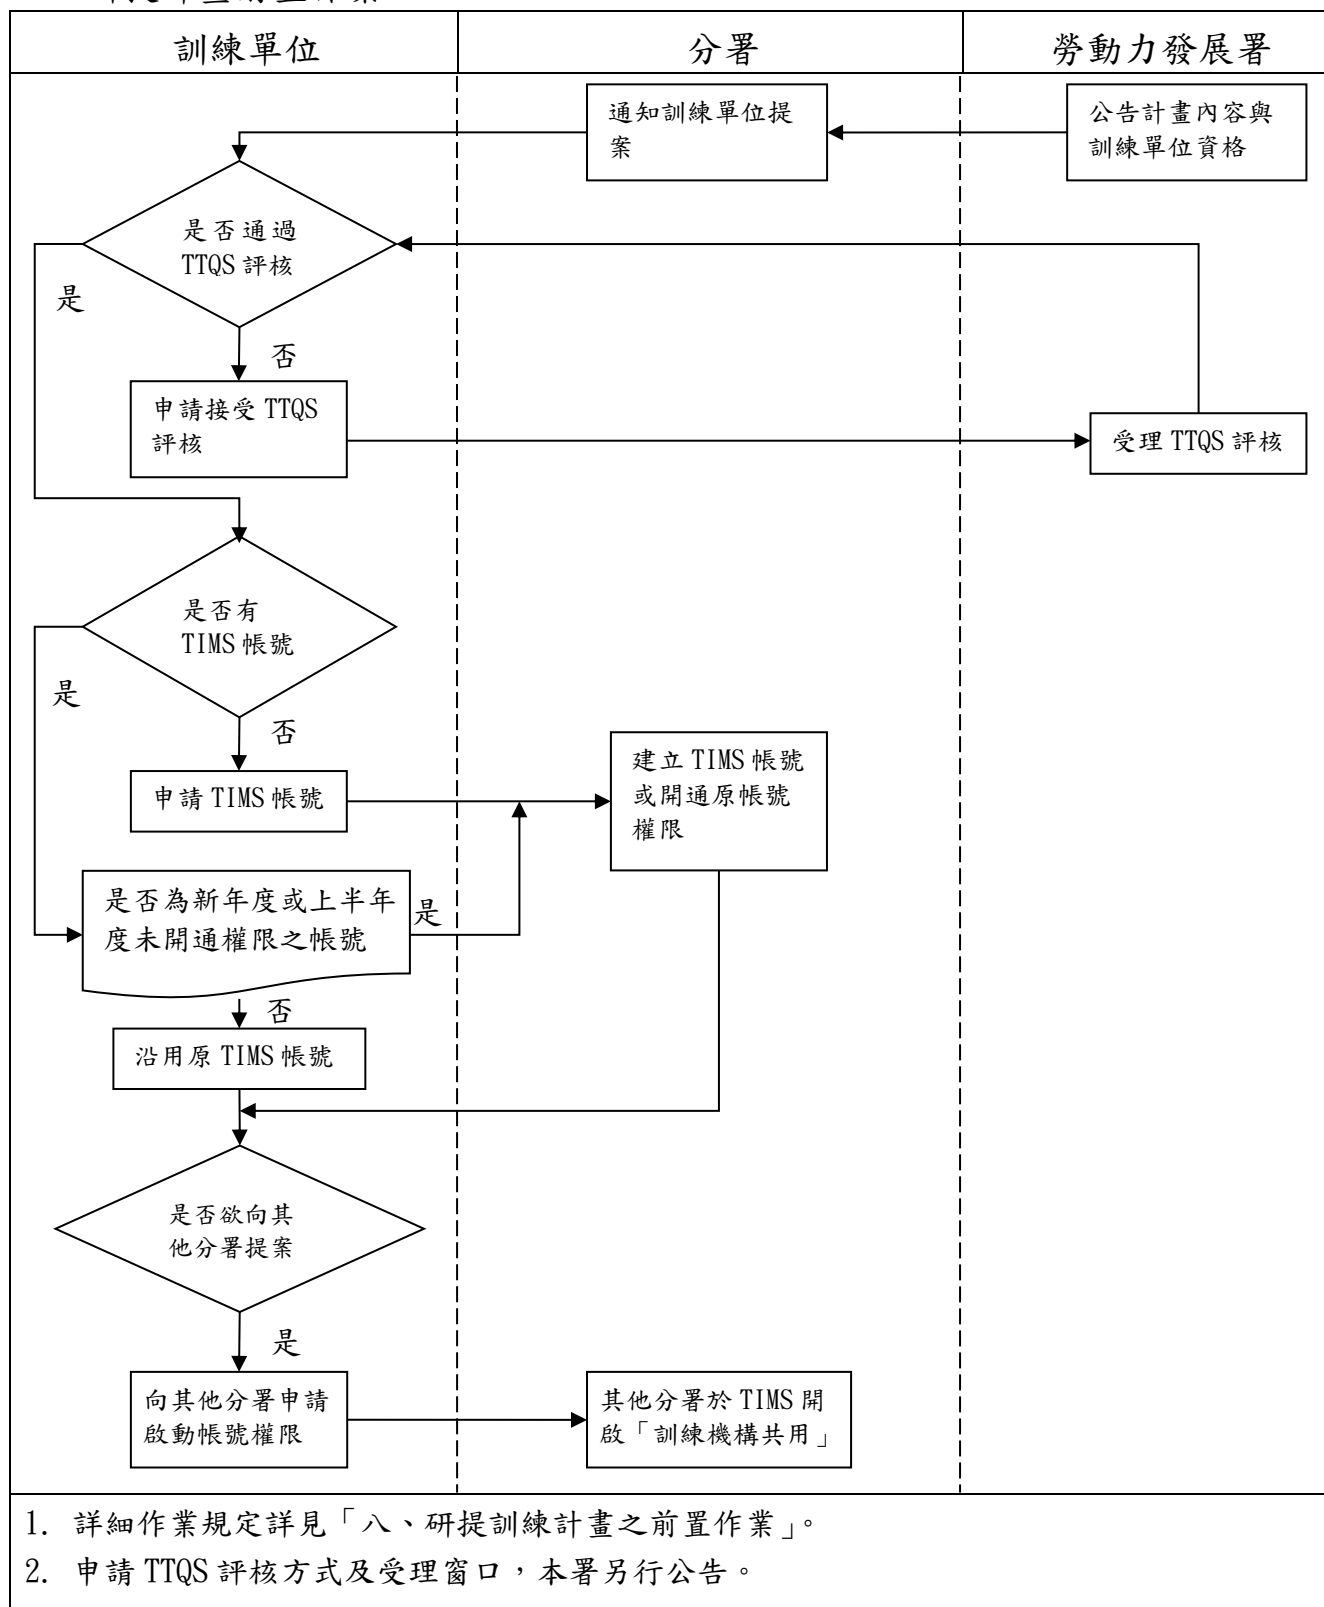 訓練單位
分署
勞動力發展署
通知訓練單位提
案
公告計畫內容與
訓練單位資格
是否通過
TTQS 評核
是
否
申請接受 TTQS
評核
受理 TTQS 評核
是否有
TIMS 帳號
是
否
申請 TIMS 帳號
建立 TIMS 帳號
或開通原帳號
權限
是否為新年度或上半年
度未開通權限之帳號
是
否
沿用原 TIMS 帳號
是否欲向其
他分署提案
是
向其他分署申請
啟動帳號權限
其他分署於 TIMS 開
啟「訓練機構共用」
1. 詳細作業規定詳見「八、研提訓練計畫之前置作業」。
2. 申請 TTQS 評核方式及受理窗口，本署另行公告。